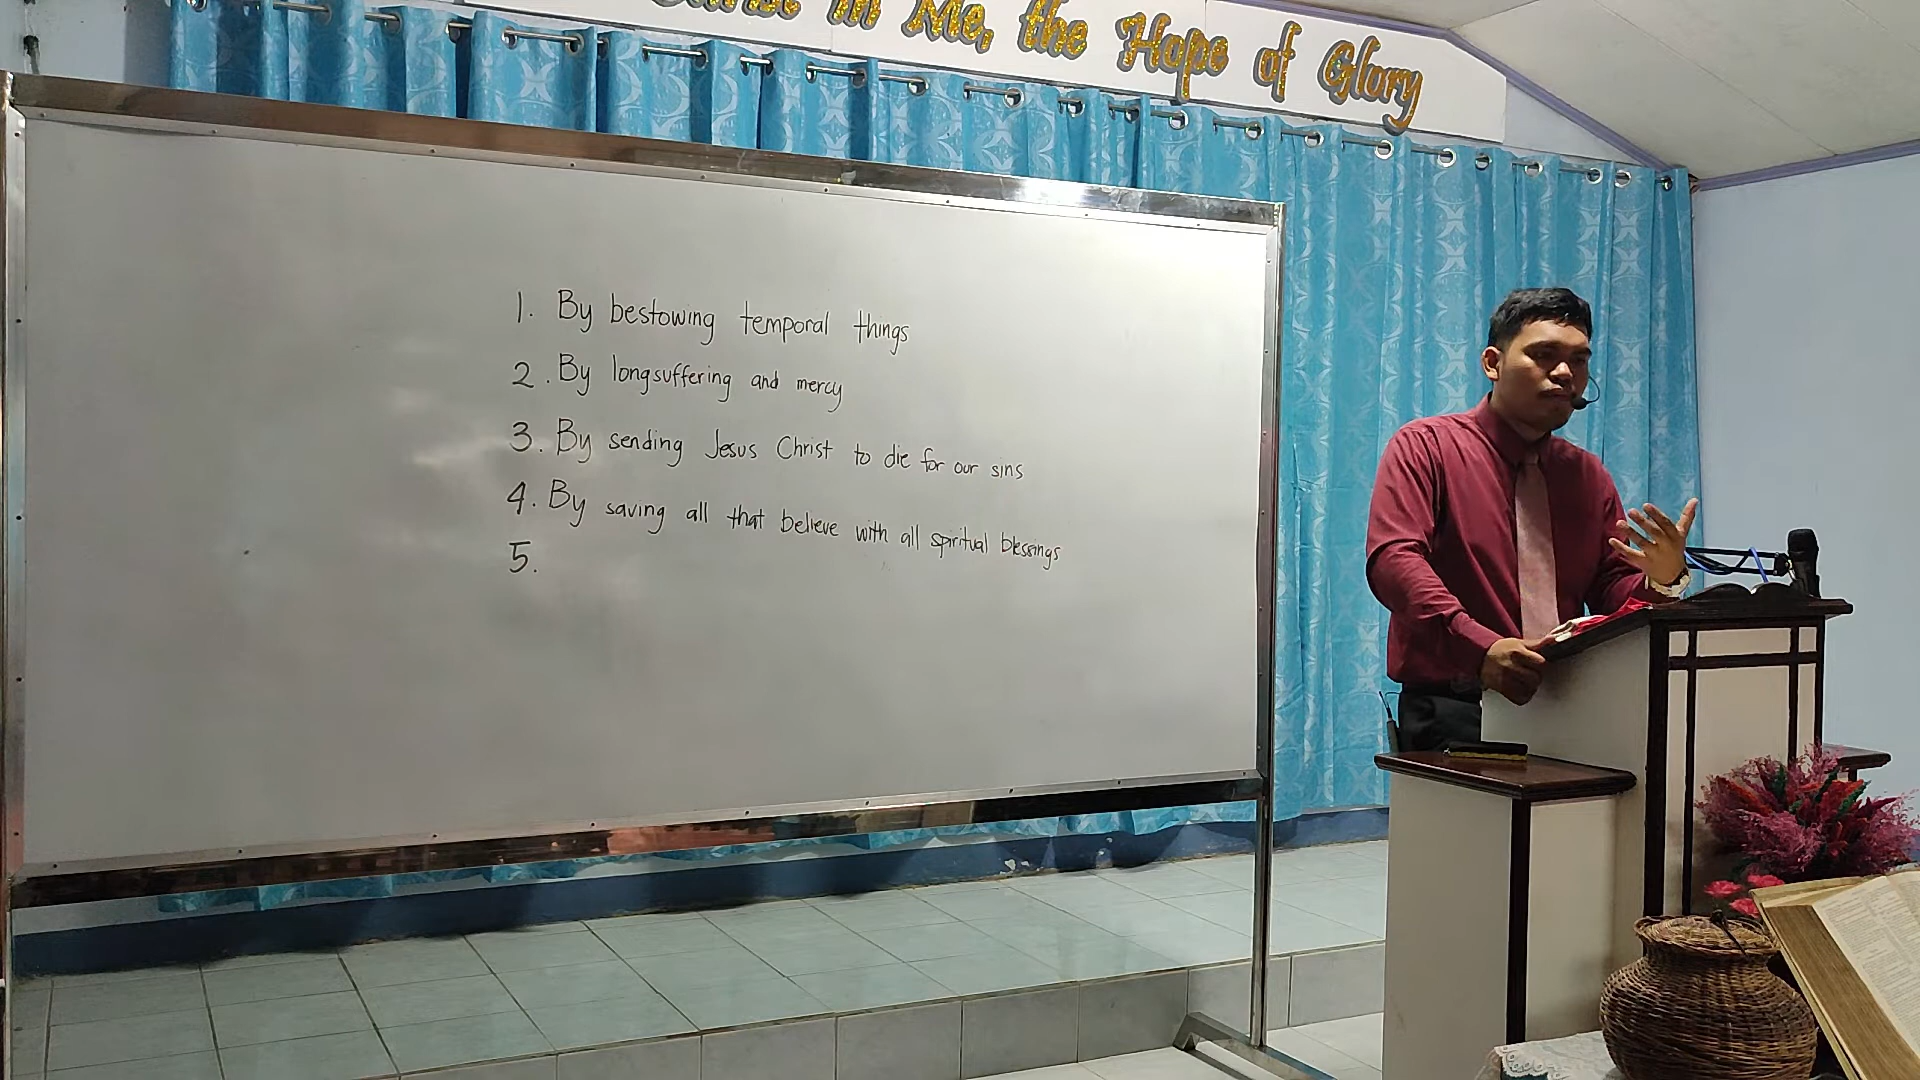 in Me, the Hope of Glory
1. By bestowing temporal things
2. By longsuffering and mercy
3. By sending Jesus Christ to die for our sins
4. By saving all that believe with all spiritual blessings
5.